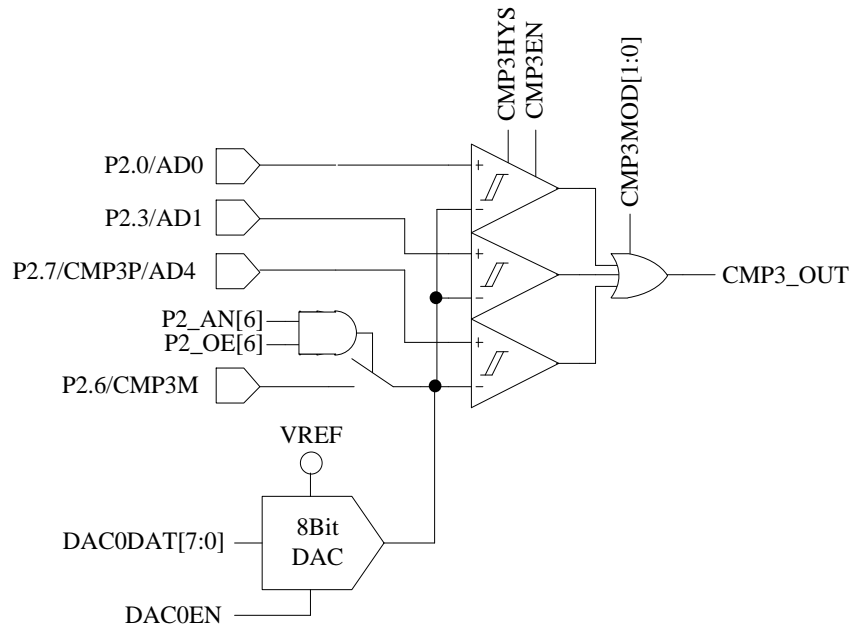 CMP3HYS
CMP3EN
CMP3MOD[1:0]
P2.0/AD0
+
-
P2.3/AD1
+
-
P2.7/CMP3P/AD4
CMP3_OUT
P2_AN[6]
P2_OE[6]
+
-
P2.6/CMP3M
VREF
8Bit
DAC
DAC0DAT[7:0]
DAC0EN